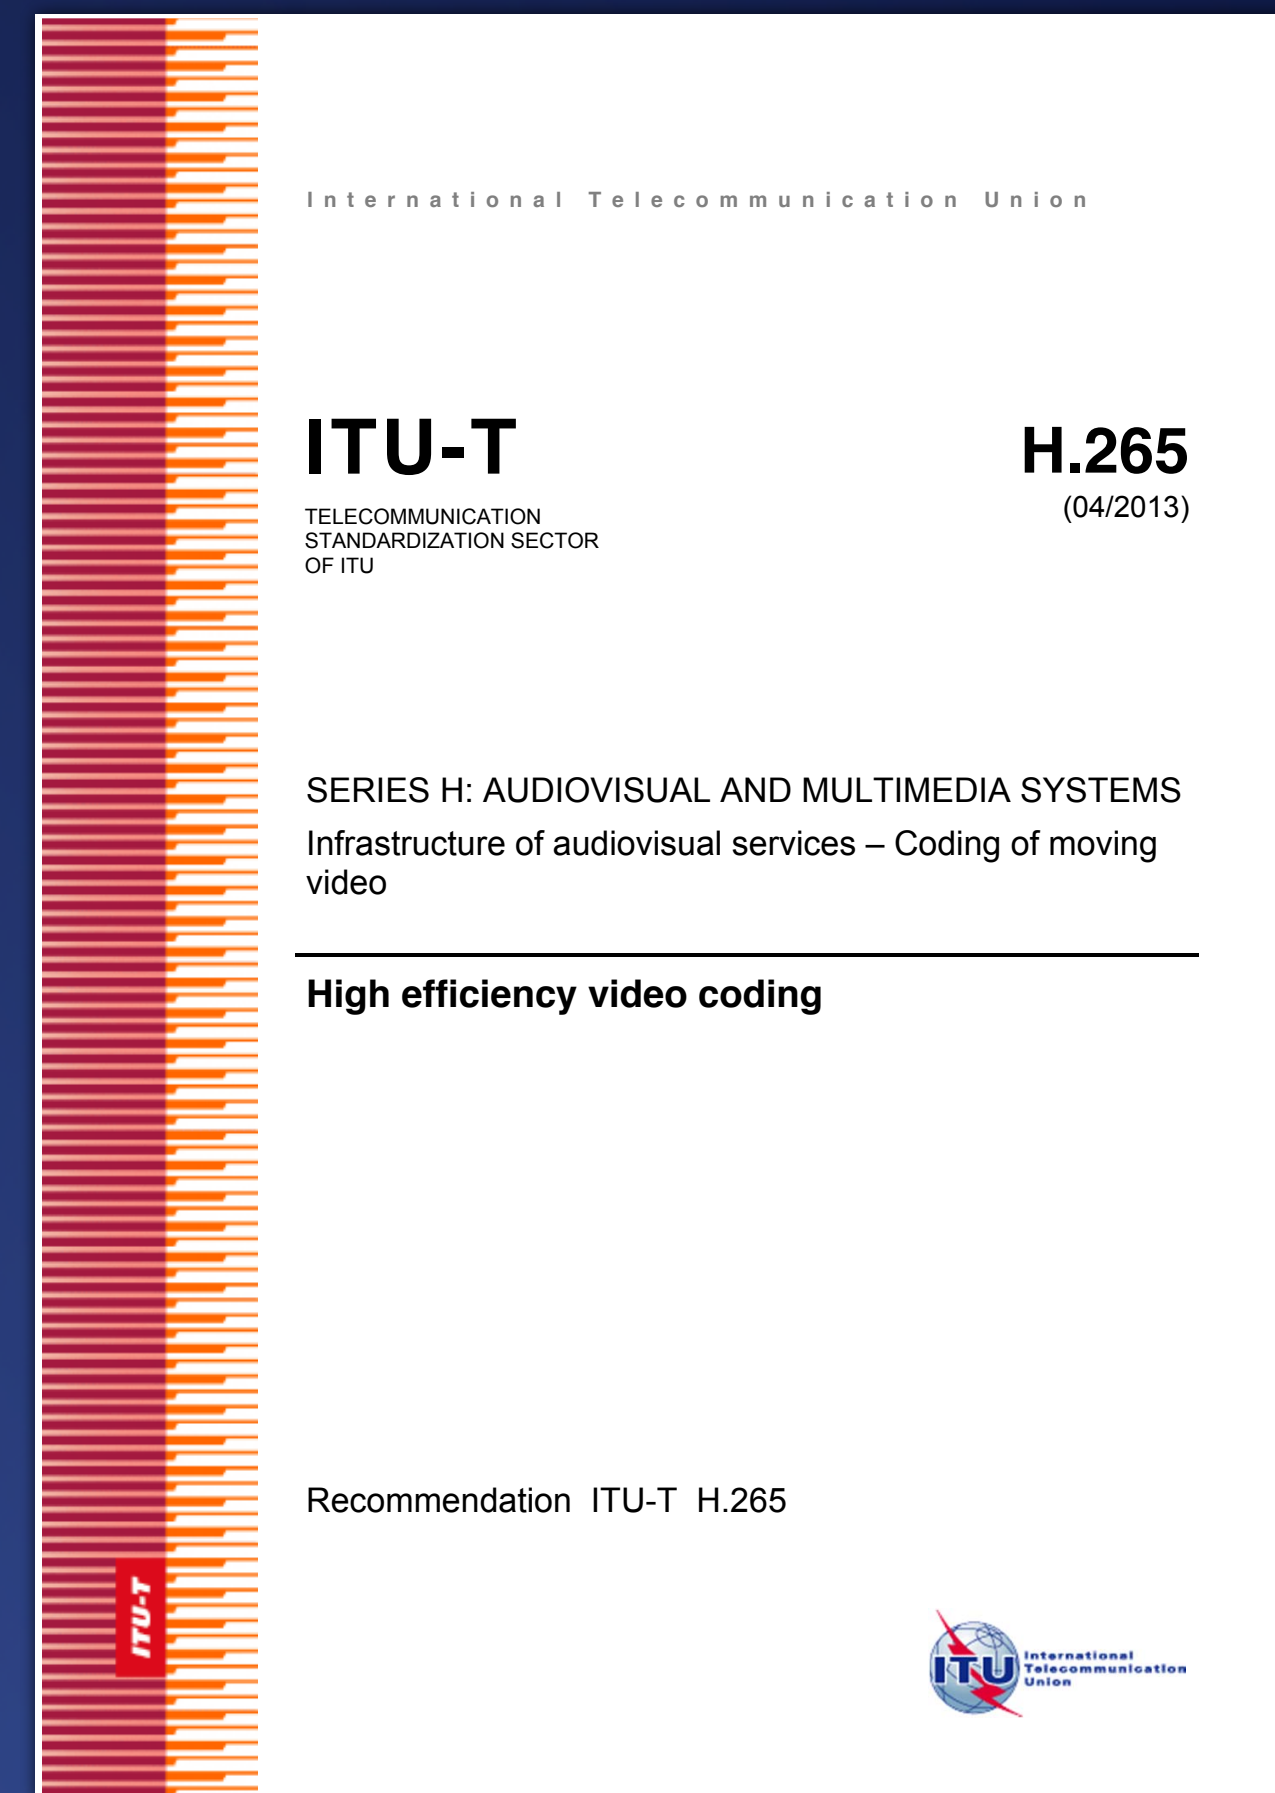 International Telecommunication Union
ITU-T
TELECOMMUNICATION
STANDARDIZATION SECTOR
OF ITU
H.265
(04/2013)
SERIES H: AUDIOVISUAL AND MULTIMEDIA SYSTEMS
Infrastructure of audiovisual services – Coding of moving
video
High efficiency video coding
Recommendation ITU-T H.265
ITU-T
ITU
International
Telecommunication
Union